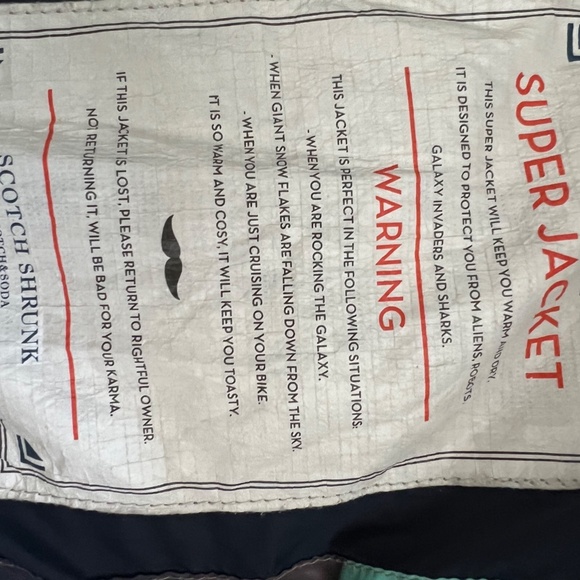 SUPER JACKET
THIS SUPER JACKET WILL KEEP YOU WARM AND DRY.
IT IS DESIGNED TO PROTECT YOU FROM ALIENS, ROBOTS,
GALAXY INVADERS AND SHARKS.
WARNING
THIS JACKET IS PERFECT IN THE FOLLOWING SITUATIONS:
- WHEN YOU ARE ROCKING THE GALAXY.
- WHEN GIANT SNOW FLAKES ARE FALLING DOWN FROM THE SKY.
- WHEN YOU ARE JUST CRUISING ON YOUR BIKE.
IT IS SO WARM AND COSY, IT WILL KEEP YOU TOASTY.
IF THIS JACKET IS LOST, PLEASE RETURN TO RIGHTFUL OWNER.
NOT RETURNING IT, WILL BE BAD FOR YOUR KARMA.
SCOTCH SHRUNK